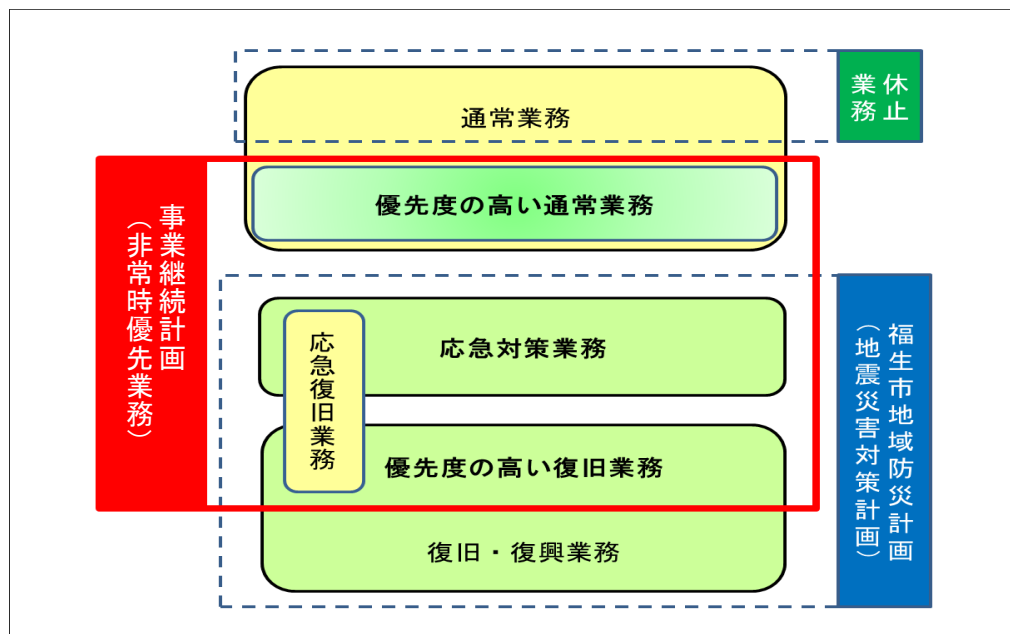 休止
業務
通常業務
優先度の高い通常業務
事業継続計画
（非常時優先業務）
応急対策業務
応急復旧業務
優先度の高い復旧業務
復旧・復興業務
福生市地域防災計画
（地震災害対策計画）